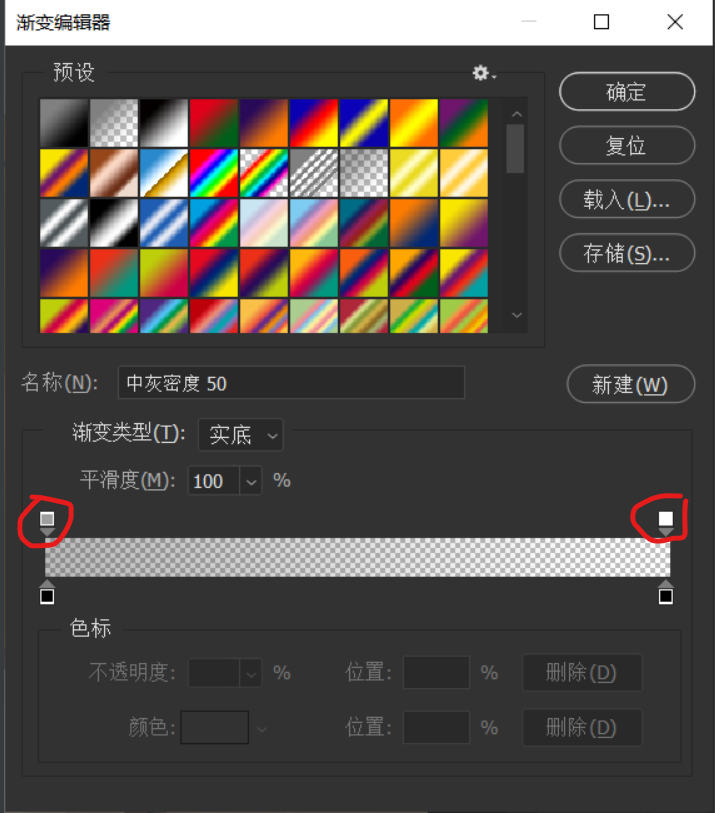 渐变编辑器
预设
确定
复位
载入(L)...
存储(S)...
名称(N): 中灰密度 50
新建(W)
渐变类型(T): 实底
平滑度(M): 100 %
色标
不透明度: % 位置: % 删除(D)
颜色: 位置: % 删除(D)